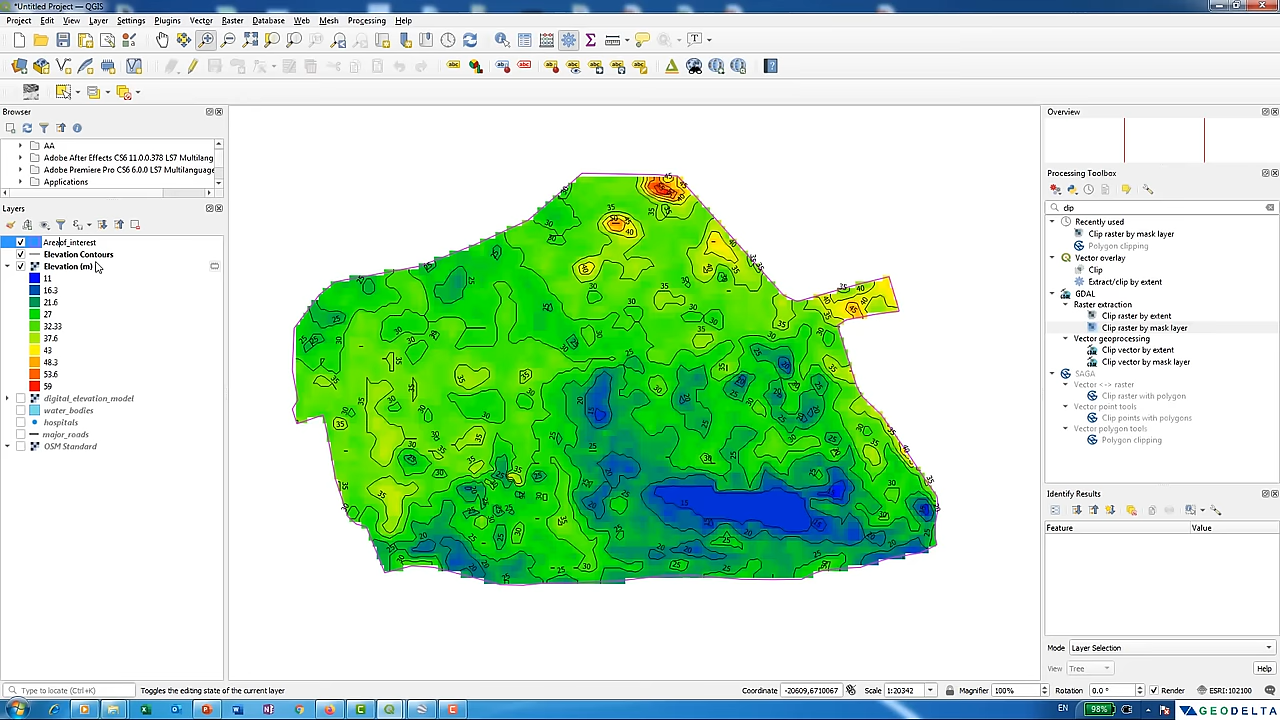 *Untitled Project — QGIS
Project Edit View Layer Settings Plugins Vector Raster Database Web Mesh Processing Help
Browser
AA
Adobe After Effects CS6 11.0.0.378 LS7 Multilang
Adobe Premiere Pro CS6 6.0.0 LS7 Multilanguage
Applications
Layers
Areaof_interest
Elevation Contours
Elevation (m)
11
16.3
21.6
27
32.33
37.6
43
48.3
53.6
59
digital_elevation_model
water_bodies
hospitals
major_roads
OSM Standard
Overview
Processing Toolbox
clip
Recently used
Clip raster by mask layer
Polygon clipping
Vector overlay
Clip
Extract/clip by extent
GDAL
Raster extraction
Clip raster by extent
Clip raster by mask layer
Vector geoprocessing
Clip vector by extent
Clip vector by mask layer
SAGA
Vector <-> raster
Clip raster with polygon
Vector point tools
Clip points with polygons
Vector polygon tools
Polygon clipping
Identify Results
Feature Value
Mode Layer Selection
View Tree Help
Type to locate (Ctrl+K) Toggles the editing state of the current layer Coordinate -20609,6710067 Scale 1:20342 Magnifier 100% Rotation 0.0 ° Render ESRI:102100
EN 98% GEODELTA